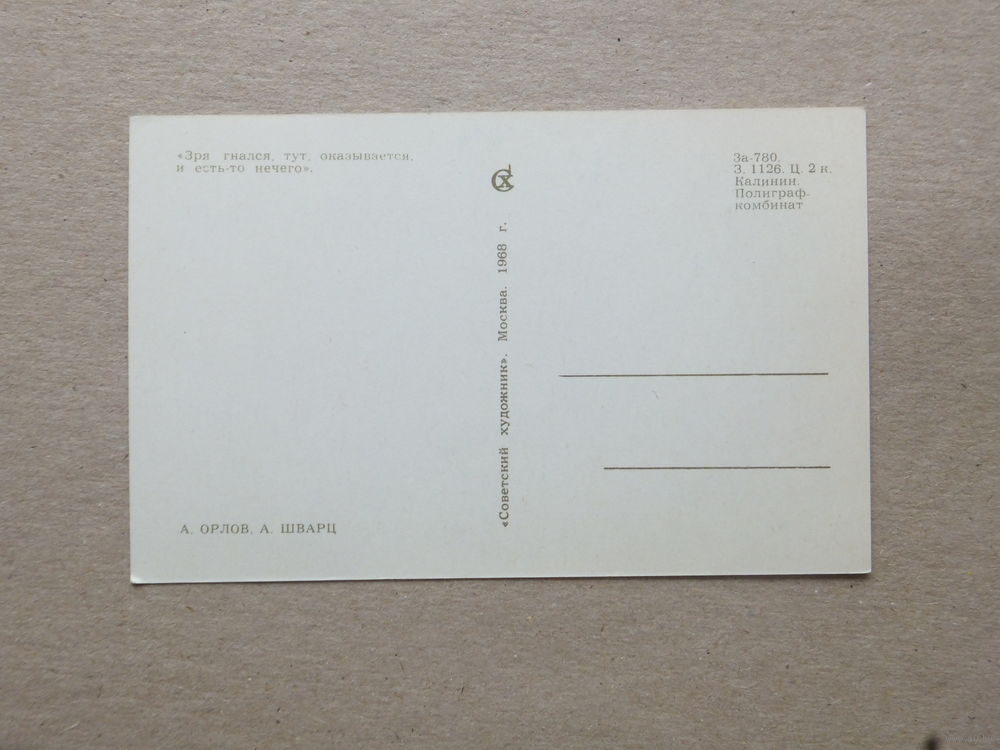 «Зря гнался, тут, оказывается,
и есть-то нечего».
А. ОРЛОВ, А. ШВАРЦ
СХ
«Советский художник». Москва. 1968 г.
3а-780.
З. 1126. Ц. 2 к.
Калинин.
Полиграф-
комбинат